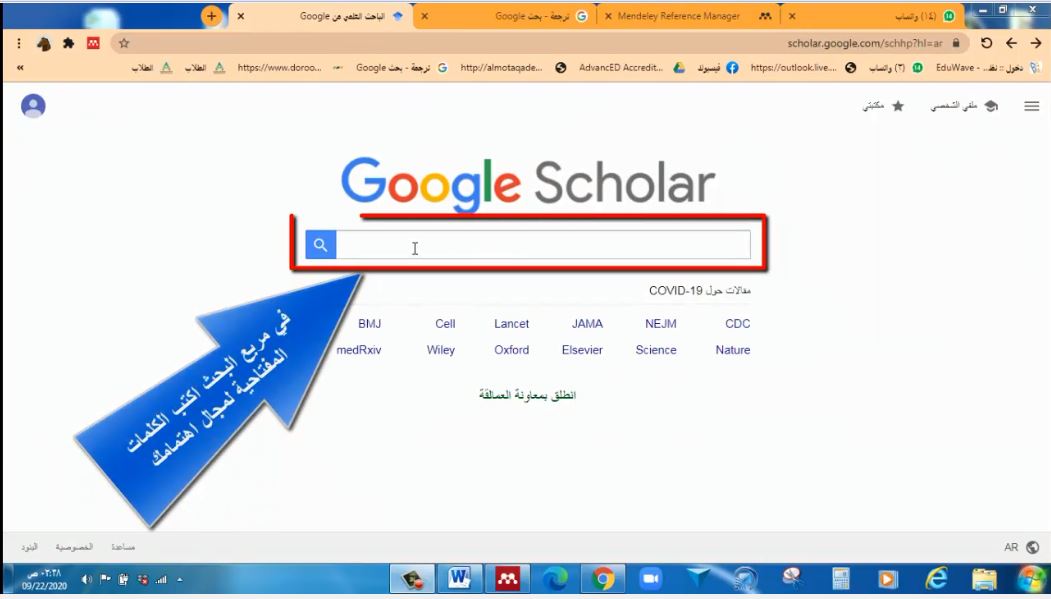 (١٤) واتساب
Mendeley Reference Manager
ترجمة - بحث Google
الباحث العلمي من Google
scholar.google.com/schhp?hl=ar
EduWave - دخول :: نظ...
(٢) واتساب
https://outlook.live...
فيسبوك
AdvancED Accredit...
http://almotaqade...
ترجمة - بحث Google
https://www.doroo...
الطلاب
الطلاب
ملفي الشخصي
مكتبتي
Google Scholar
مقالات حول COVID-19
CDC NEJM JAMA Lancet Cell BMJ
Nature Science Elsevier Oxford Wiley medRxiv
انطلق بمعاونة العمالقة
في مربع البحث اكتب الكلمات
المفتاحية لمجال اهتمامك
AR
مساعدة الخصوصية البنود
٠٢:٣٨ ص
09/22/2020